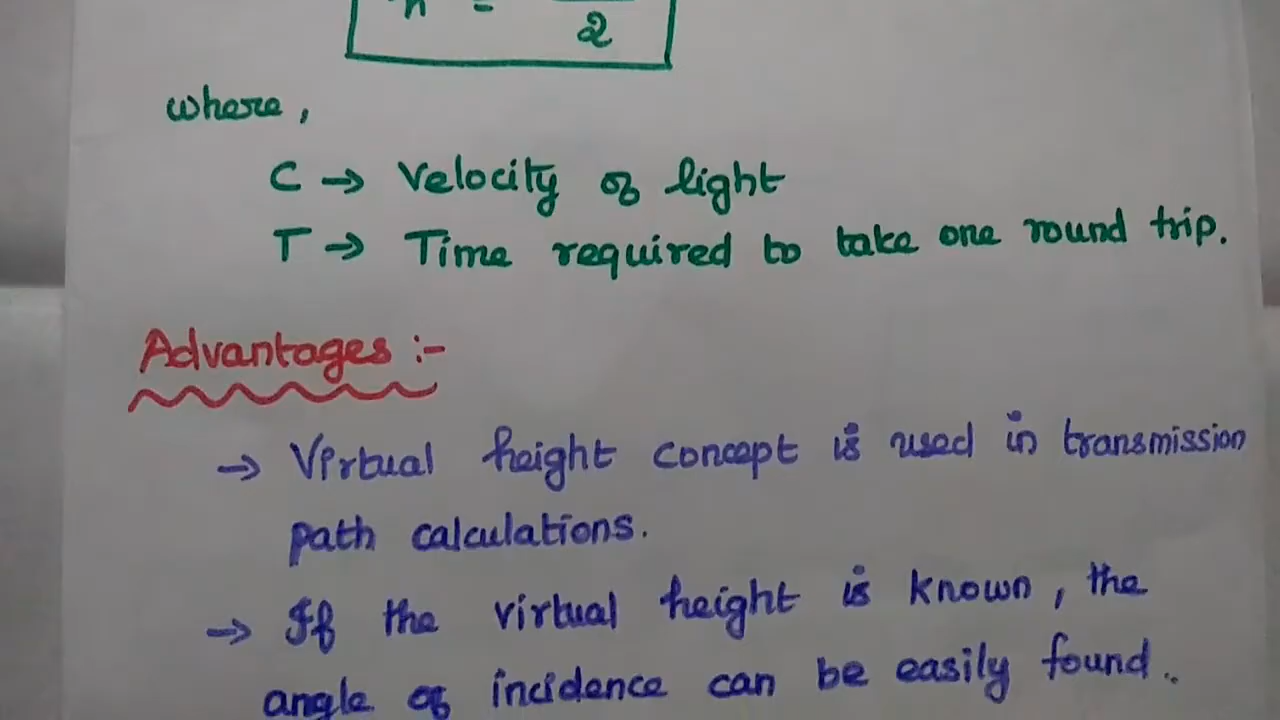 =
2
where,
C → Velocity of light
T → Time required to take one round trip.
Advantages :-
→ Virtual height concept is used in transmission
path calculations.
→ If the virtual height is known, the
angle of incidence can be easily found..